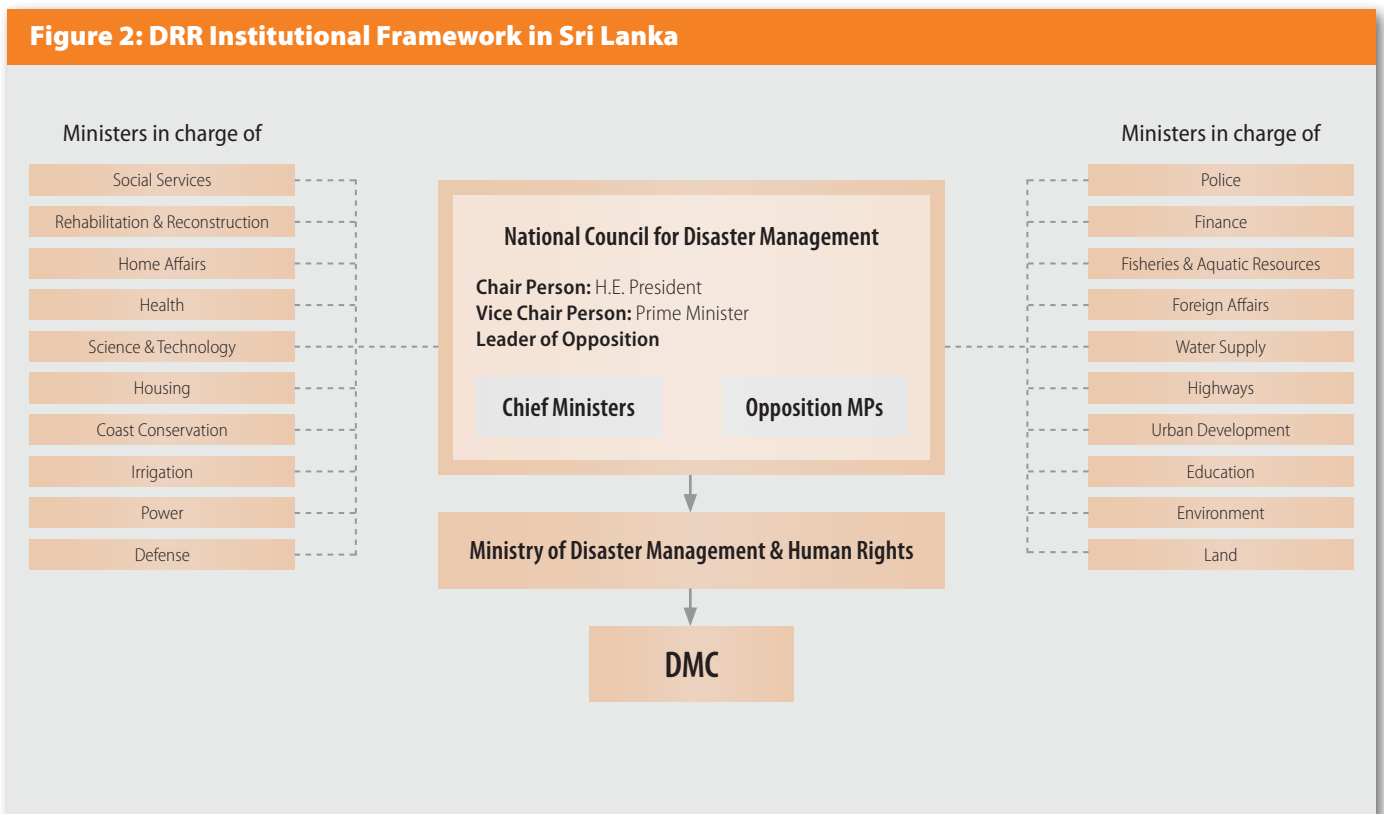 Figure 2: DRR Institutional Framework in Sri Lanka
Ministers in charge of
Social Services
Rehabilitation & Reconstruction
Home Affairs
Health
Science & Technology
Housing
Coast Conservation
Irrigation
Power
Defense
National Council for Disaster Management
Chair Person: H.E. President
Vice Chair Person: Prime Minister
Leader of Opposition
Chief Ministers
Opposition MPs
Ministry of Disaster Management & Human Rights
DMC
Ministers in charge of
Police
Finance
Fisheries & Aquatic Resources
Foreign Affairs
Water Supply
Highways
Urban Development
Education
Environment
Land